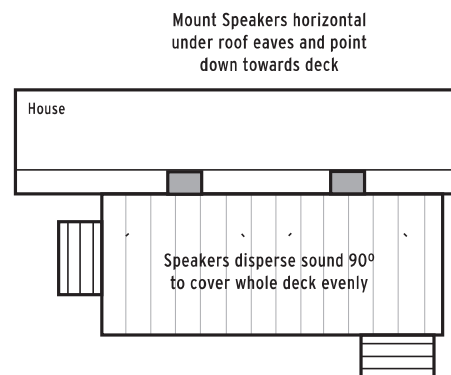 Mount Speakers horizontal
under roof eaves and point
down towards deck
House
Speakers disperse sound 90º
to cover whole deck evenly